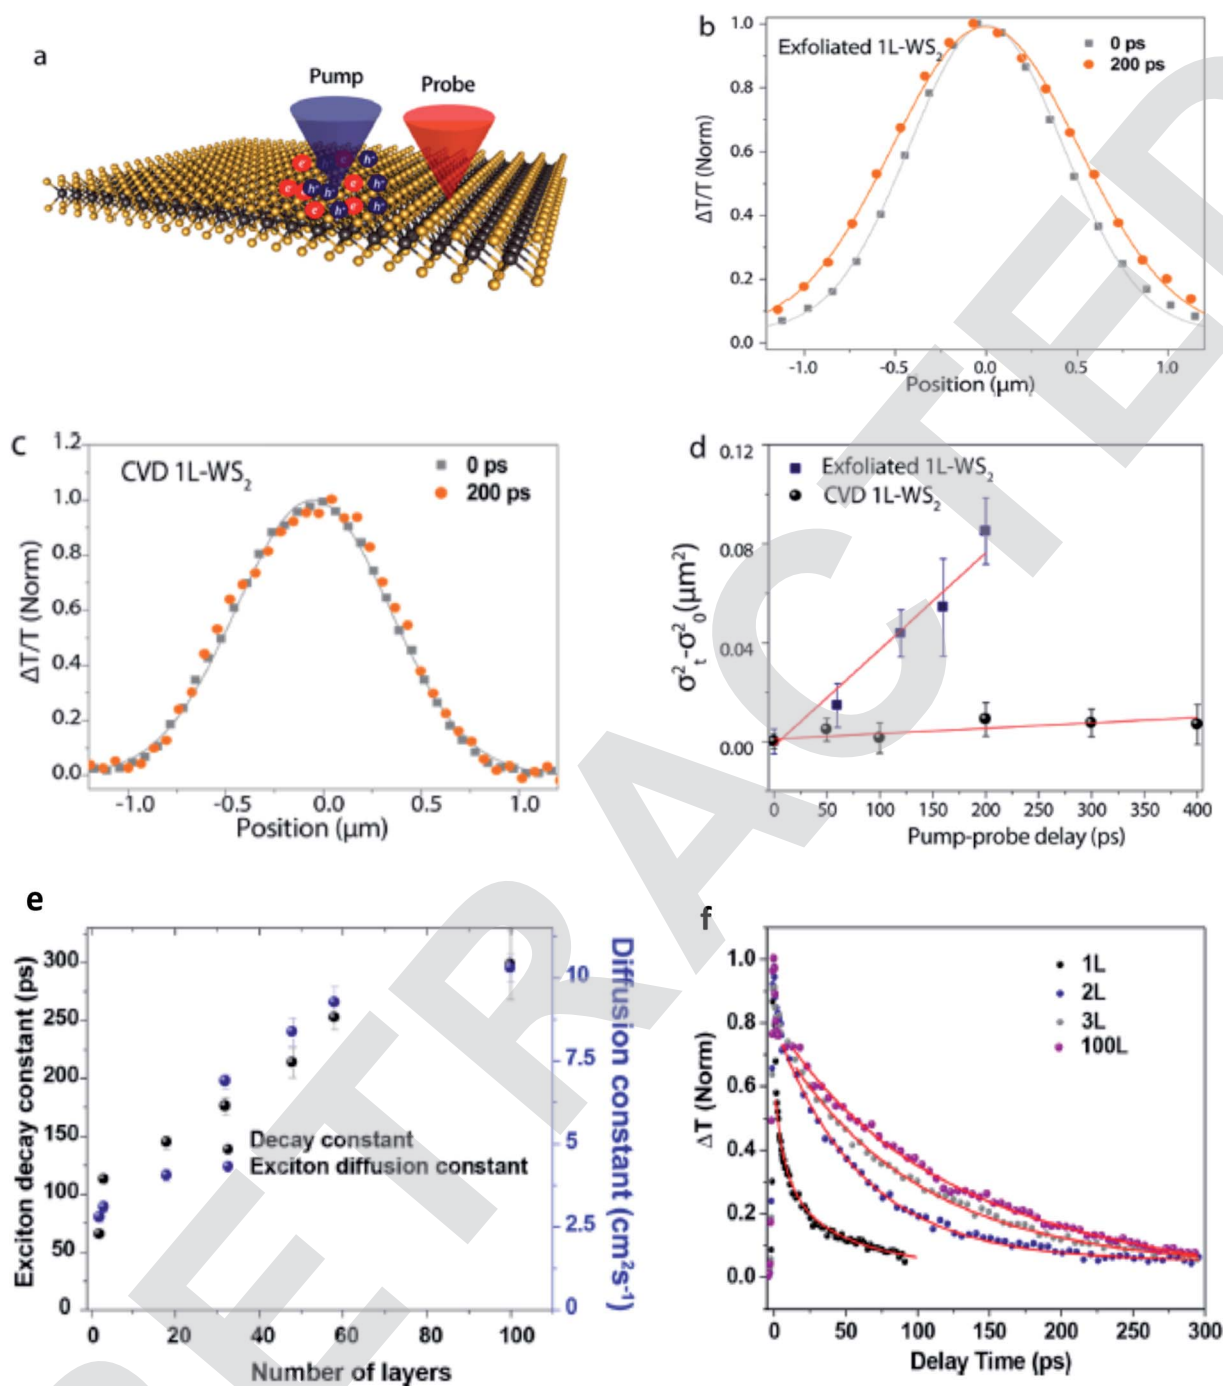 a
Pump
Probe
e⁻ h⁺
b
Exfoliated 1L-WS₂
0 ps
200 ps
ΔT/T (Norm)
1.0
0.8
0.6
0.4
0.2
0.0
-1.0 -0.5 0.0 0.5 1.0
Position (μm)
c
CVD 1L-WS₂
0 ps
200 ps
ΔT/T (Norm)
1.2
1.0
0.8
0.6
0.4
0.2
0.0
-1.0 -0.5 0.0 0.5 1.0
Position (μm)
d
Exfoliated 1L-WS₂
CVD 1L-WS₂
σ²t-σ²0(μm²)
0.12
0.08
0.04
0.00
0 50 100 150 200 250 300 350 400
Pump-probe delay (ps)
e
Exciton decay constant (ps)
300
250
200
150
100
50
0
Decay constant
Exciton diffusion constant
Diffusion constant (cm²s⁻¹)
10
7.5
5
2.5
0
0 20 40 60 80 100
Number of layers
f
1L
2L
3L
100L
ΔT (Norm)
1.0
0.8
0.6
0.4
0.2
0.0
0 50 100 150 200 250 300
Delay Time (ps)
RETRACTED